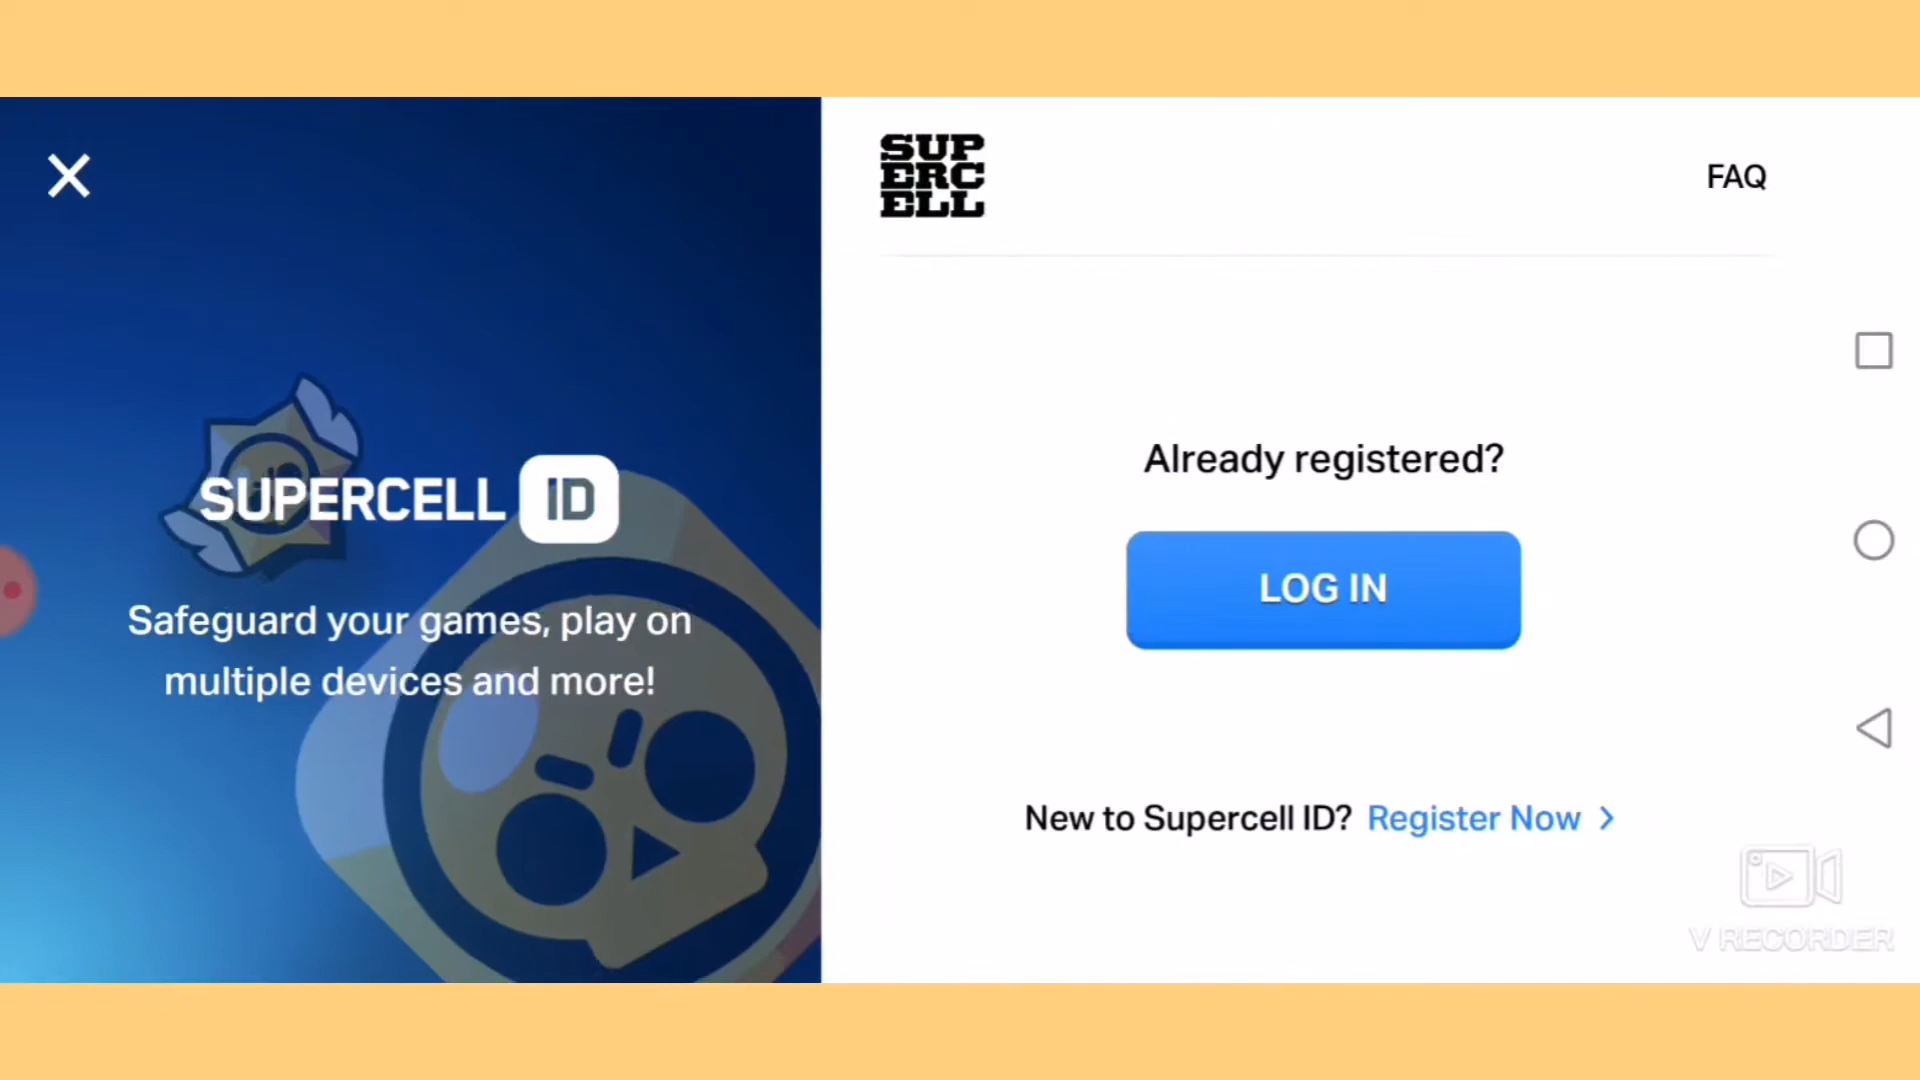 SUP
ERC
ELL
FAQ
SUPERCELL ID
Safeguard your games, play on
multiple devices and more!
Already registered?
LOG IN
New to Supercell ID? Register Now >
V RECORDER